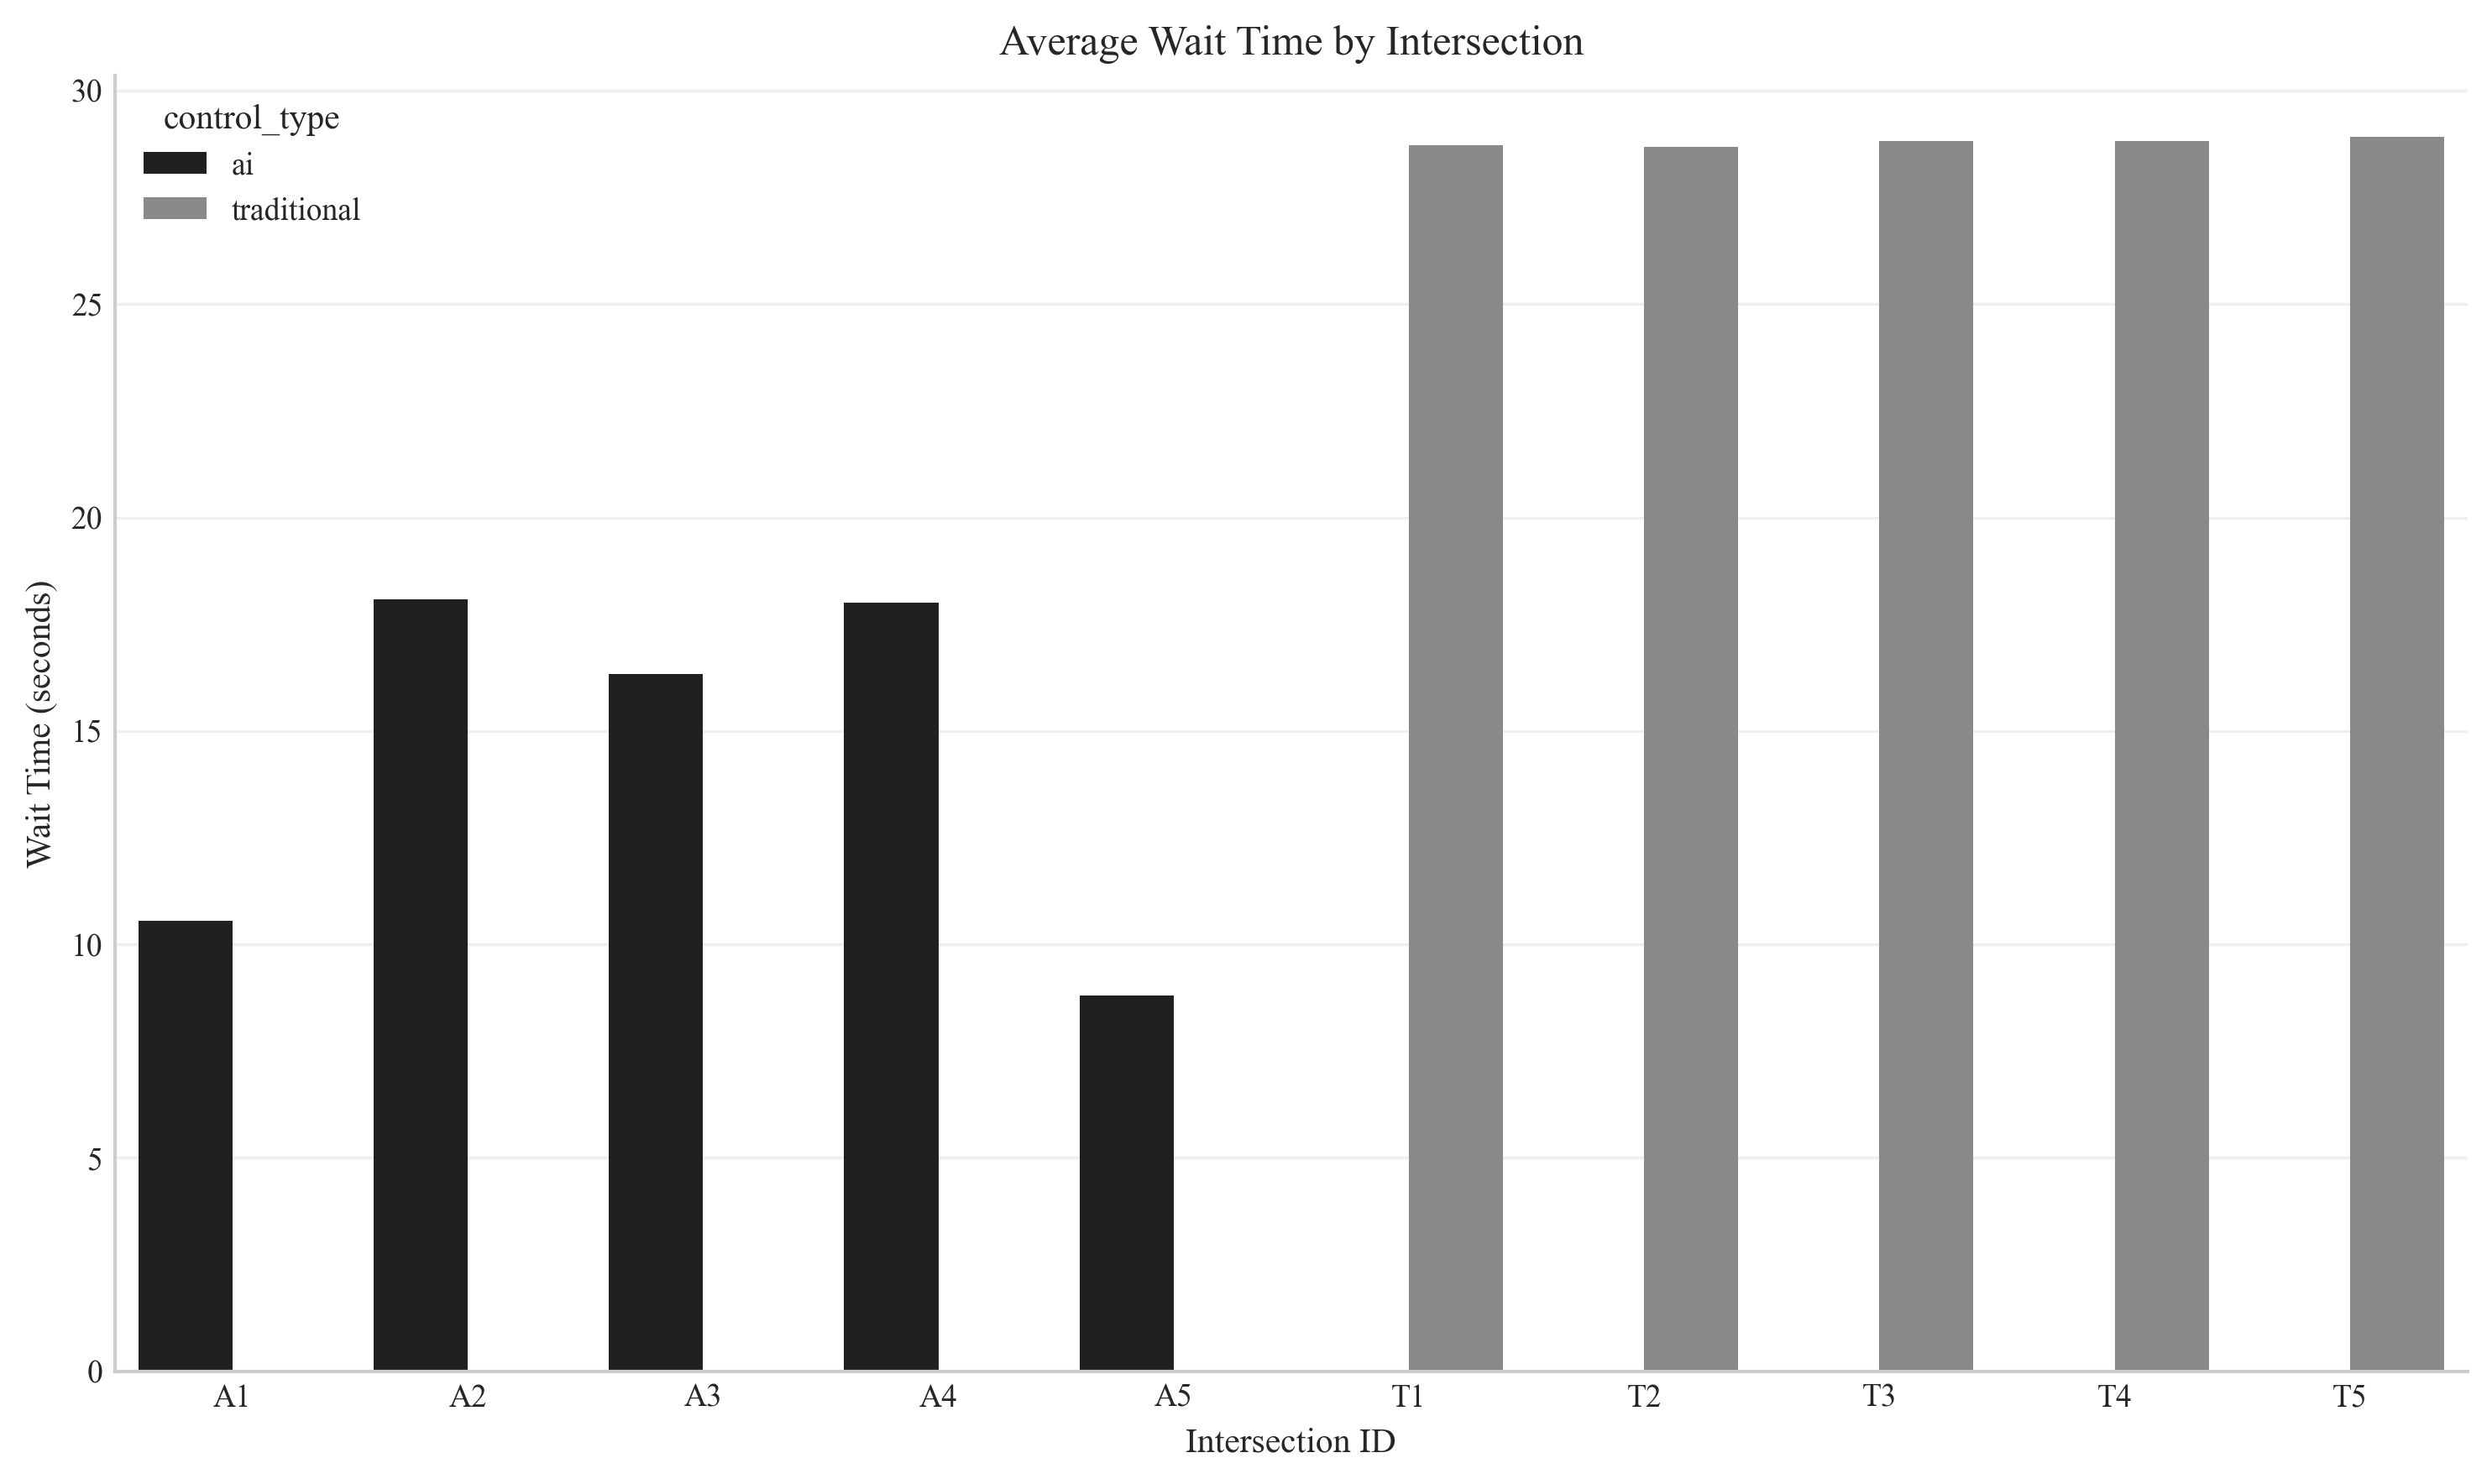 Average Wait Time by Intersection
30
control_type
ai
traditional
25
20
15
10
5
0
Wait Time (seconds)
A1 A2 A3 A4 A5 T1 T2 T3 T4 T5
Intersection ID